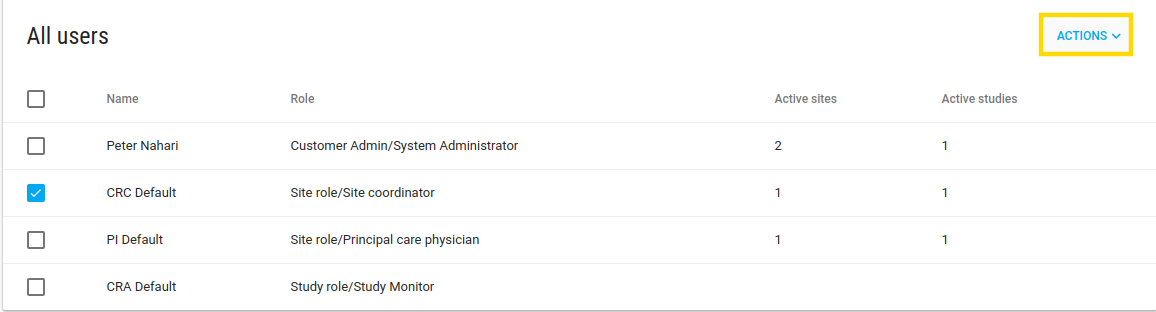 All users
ACTIONS
Name Role Active sites Active studies
Peter Nahari Customer Admin/System Administrator 2 1
CRC Default Site role/Site coordinator 1 1
PI Default Site role/Principal care physician 1 1
CRA Default Study role/Study Monitor